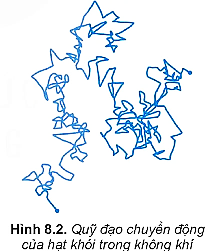 Hình 8.2. Quỹ đạo chuyển động
của hạt khói trong không khí